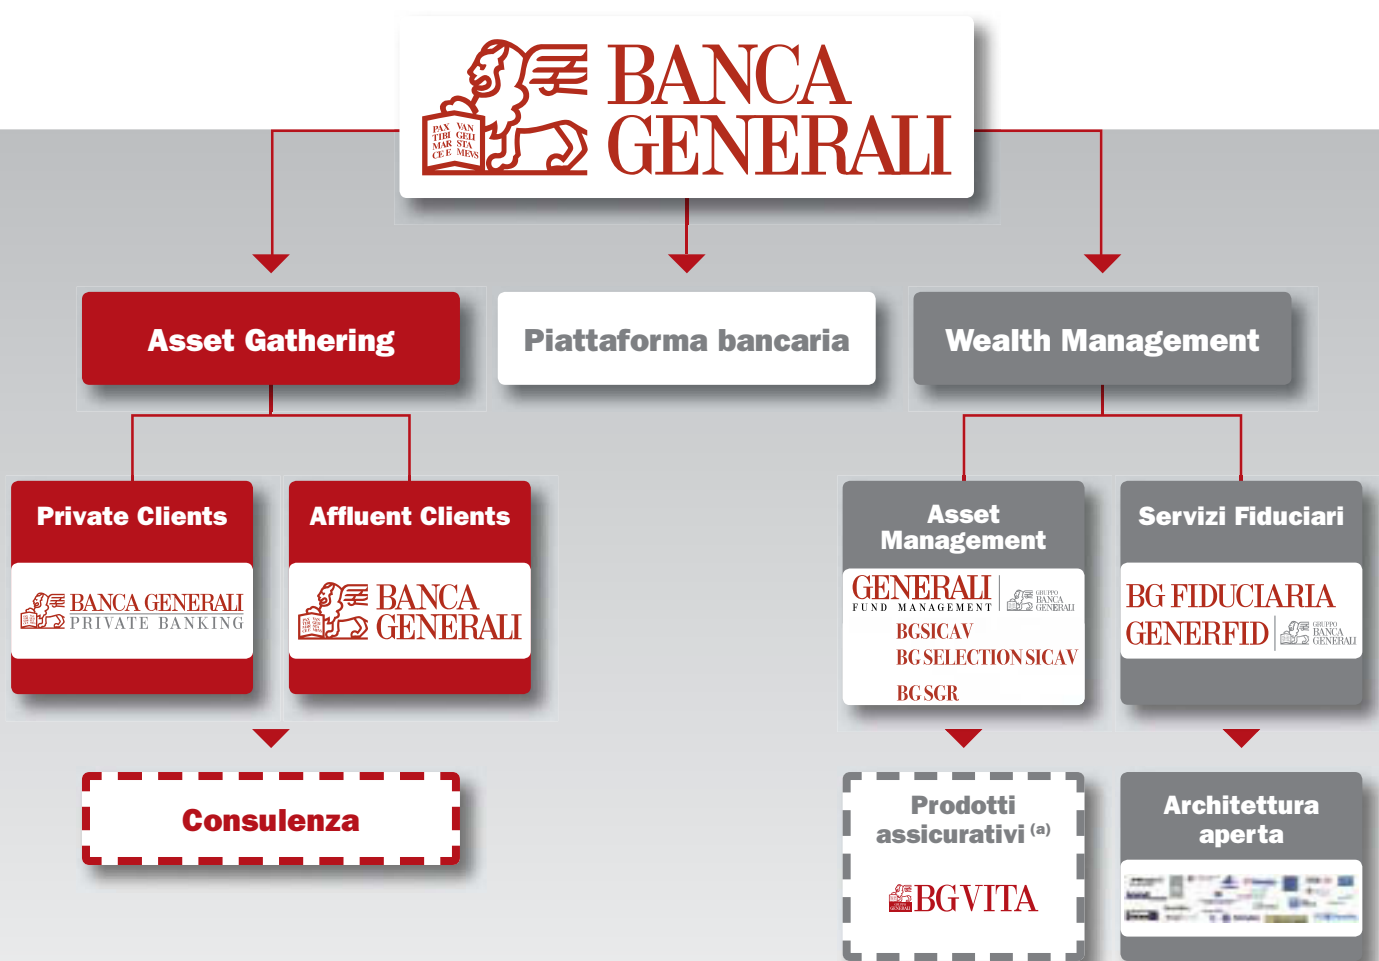 PAX
TIBI
MAR
CE E
VAN
GELI
STA
MEVS
BANCA
GENERALI
Asset Gathering
Piattaforma bancaria
Wealth Management
Private Clients
BANCA GENERALI
PRIVATE BANKING
Affluent Clients
BANCA
GENERALI
Asset
Management
GENERALI
FUND MANAGEMENT
GRUPPO
BANCA
GENERALI
BGSICAV
BG SELECTION SICAV
BG SGR
Servizi Fiduciari
BG FIDUCIARIA
GENERFID
GRUPPO
BANCA
GENERALI
Consulenza
Prodotti
assicurativi (a)
BGVITA
Architettura
aperta